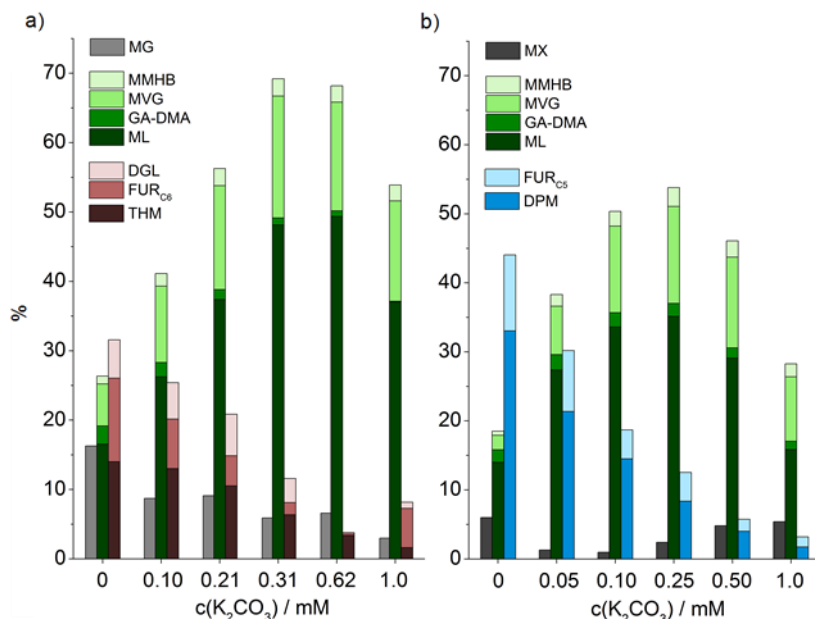 a)
MG
MMHB
MVG
GA-DMA
ML
DGL
FUR_C6
THM
%
70
60
50
40
30
20
10
0
0 0.10 0.21 0.31 0.62 1.0
c(K₂CO₃) / mM
b)
MX
MMHB
MVG
GA-DMA
ML
FUR_C5
DPM
70
60
50
40
30
20
10
0
0 0.05 0.10 0.25 0.50 1.0
c(K₂CO₃) / mM